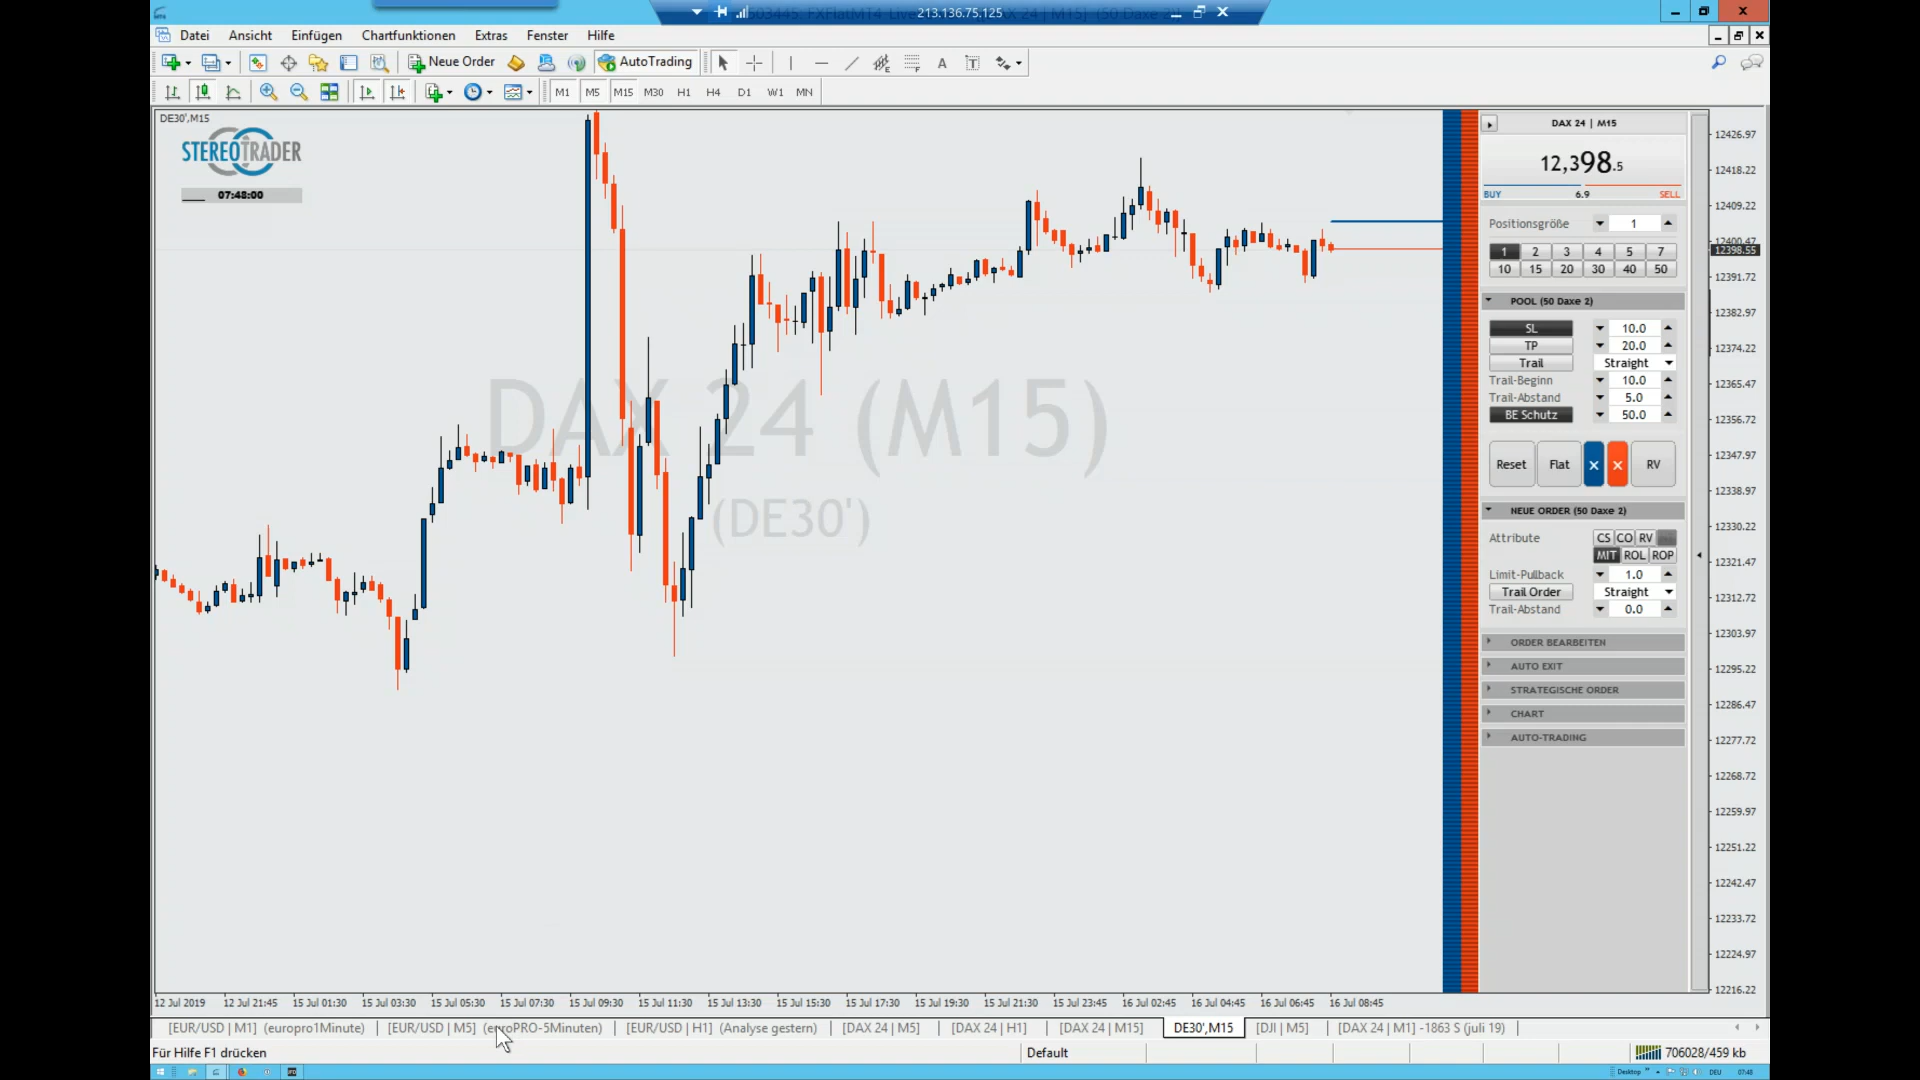 213.136.75.125
Datei Ansicht Einfügen Chartfunktionen Extras Fenster Hilfe
Neue Order AutoTrading
M1 M5 M15 M30 H1 H4 D1 W1 MN
DE30',M15
STEREOTRADER
07:48:00
DAX 24 (M15)
(DE30')
DAX 24 | M15
12,398.5
BUY 6.9 SELL
Positionsgröße 1
1 2 3 4 5 7
10 15 20 30 40 50
POOL (50 Daxe 2)
SL 10.0
TP 20.0
Trail Straight
Trail-Beginn 10.0
Trail-Abstand 5.0
BE Schutz 50.0
Reset Flat × × RV
NEUE ORDER (50 Daxe 2)
Attribute CS CO RV
MIT ROL ROP
Limit-Pullback 1.0
Trail Order Straight
Trail-Abstand 0.0
ORDER BEARBEITEN
AUTO EXIT
STRATEGISCHE ORDER
CHART
AUTO-TRADING
12426.97
12418.22
12409.22
12400.47
12398.55
12391.72
12382.97
12374.22
12365.47
12356.72
12347.97
12338.97
12330.22
12321.47
12312.72
12303.97
12295.22
12286.47
12277.72
12268.72
12259.97
12251.22
12242.47
12233.72
12224.97
12216.22
12 Jul 2019 12 Jul 21:45 15 Jul 01:30 15 Jul 03:30 15 Jul 05:30 15 Jul 07:30 15 Jul 09:30 15 Jul 11:30 15 Jul 13:30 15 Jul 15:30 15 Jul 17:30 15 Jul 19:30 15 Jul 21:30 15 Jul 23:45 16 Jul 02:45 16 Jul 04:45 16 Jul 06:45 16 Jul 08:45
[EUR/USD | M1] (europro1Minute) [EUR/USD | M5] (euroPRO-5Minuten) [EUR/USD | H1] (Analyse gestern) [DAX 24 | M5] [DAX 24 | H1] [DAX 24 | M15] DE30',M15 [DJI | M5] [DAX 24 | M1] -1863 S (juli 19)
Für Hilfe F1 drücken Default 706028/459 kb
Desktop DEU 07:48